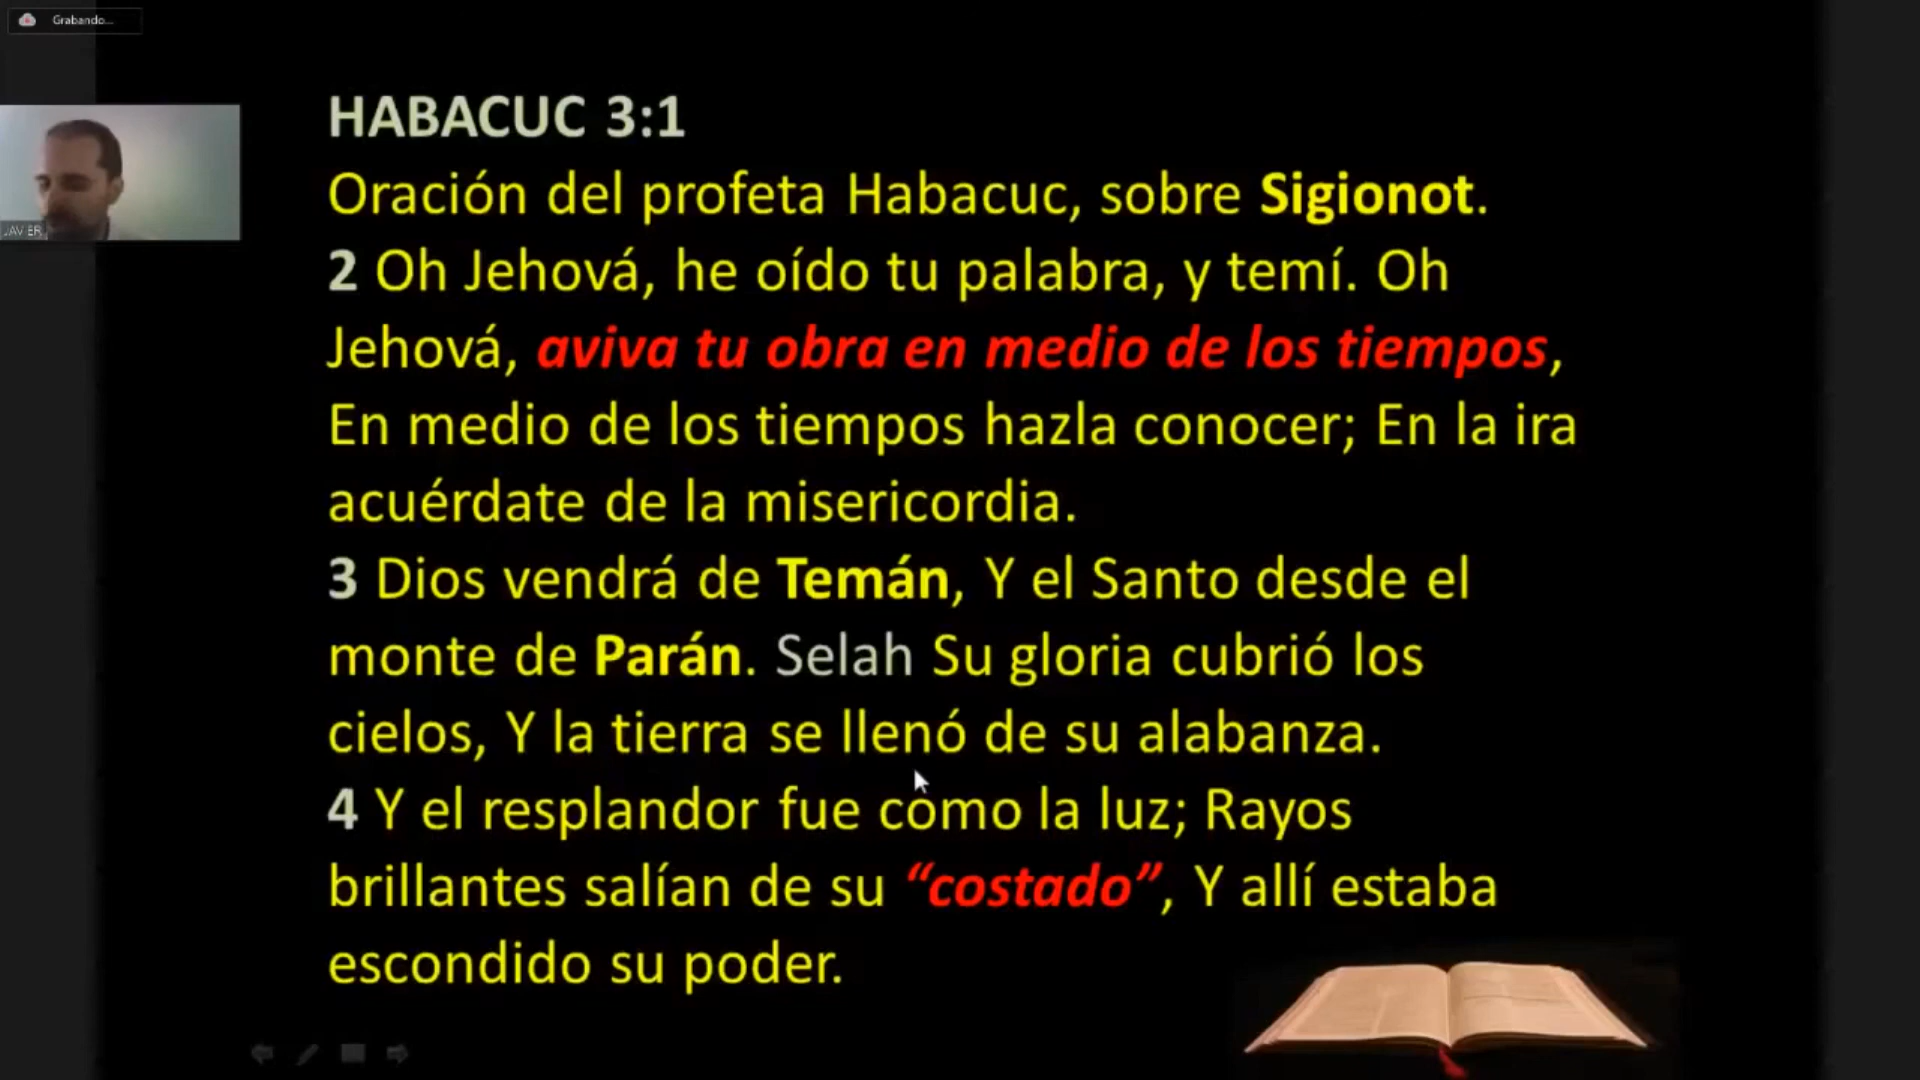 Grabando...
JAVIER
HABACUC 3:1
Oración del profeta Habacuc, sobre Sigionot.
2 Oh Jehová, he oído tu palabra, y temí. Oh
Jehová, aviva tu obra en medio de los tiempos,
En medio de los tiempos hazla conocer; En la ira
acuérdate de la misericordia.
3 Dios vendrá de Temán, Y el Santo desde el
monte de Parán. Selah Su gloria cubrió los
cielos, Y la tierra se llenó de su alabanza.
4 Y el resplandor fue como la luz; Rayos
brillantes salían de su “costado”, Y allí estaba
escondido su poder.